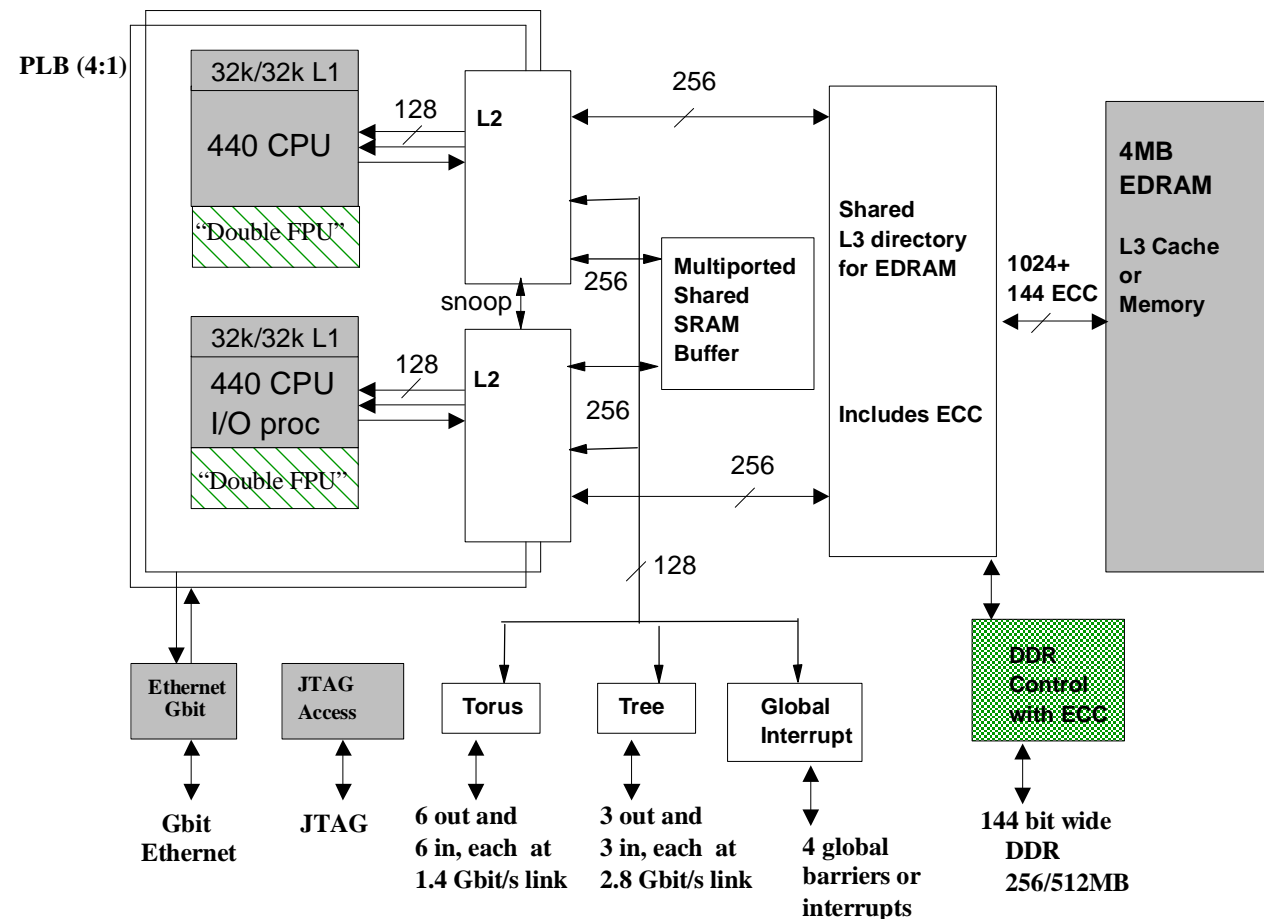 PLB (4:1)
32k/32k L1
440 CPU
“Double FPU”
128
L2
256
snoop
32k/32k L1
440 CPU
I/O proc
“Double FPU”
128
L2
256
256
Multiported
Shared
SRAM
Buffer
256
128
Shared
L3 directory
for EDRAM
Includes ECC
1024+
144 ECC
4MB
EDRAM
L3 Cache
or
Memory
Ethernet
Gbit
JTAG
Access
Torus
Tree
Global
Interrupt
DDR
Control
with ECC
Gbit
Ethernet
JTAG
6 out and
6 in, each at
1.4 Gbit/s link
3 out and
3 in, each at
2.8 Gbit/s link
4 global
barriers or
interrupts
144 bit wide
DDR
256/512MB